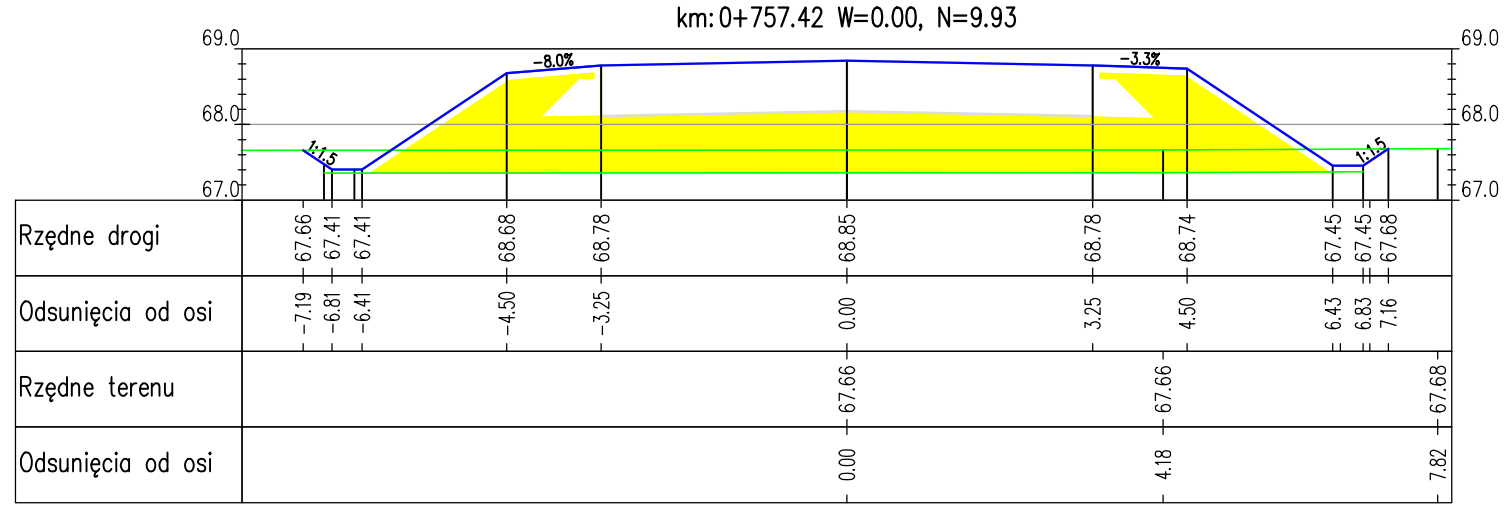 km:0+757.42 W=0.00, N=9.93
69.0 69.0
-8.0% -3.3%
68.0 68.0
1:1.5 1:1.5
67.0 67.0
Rzędne drogi 67.66 67.41 67.41 68.68 68.78 68.85 68.78 68.74 67.45 67.45 67.68
Odsunięcia od osi -7.19 -6.81 -6.41 -4.50 -3.25 0.00 3.25 4.50 6.43 6.83 7.16
Rzędne terenu 67.66 67.66 67.68
Odsunięcia od osi 0.00 4.18 7.82